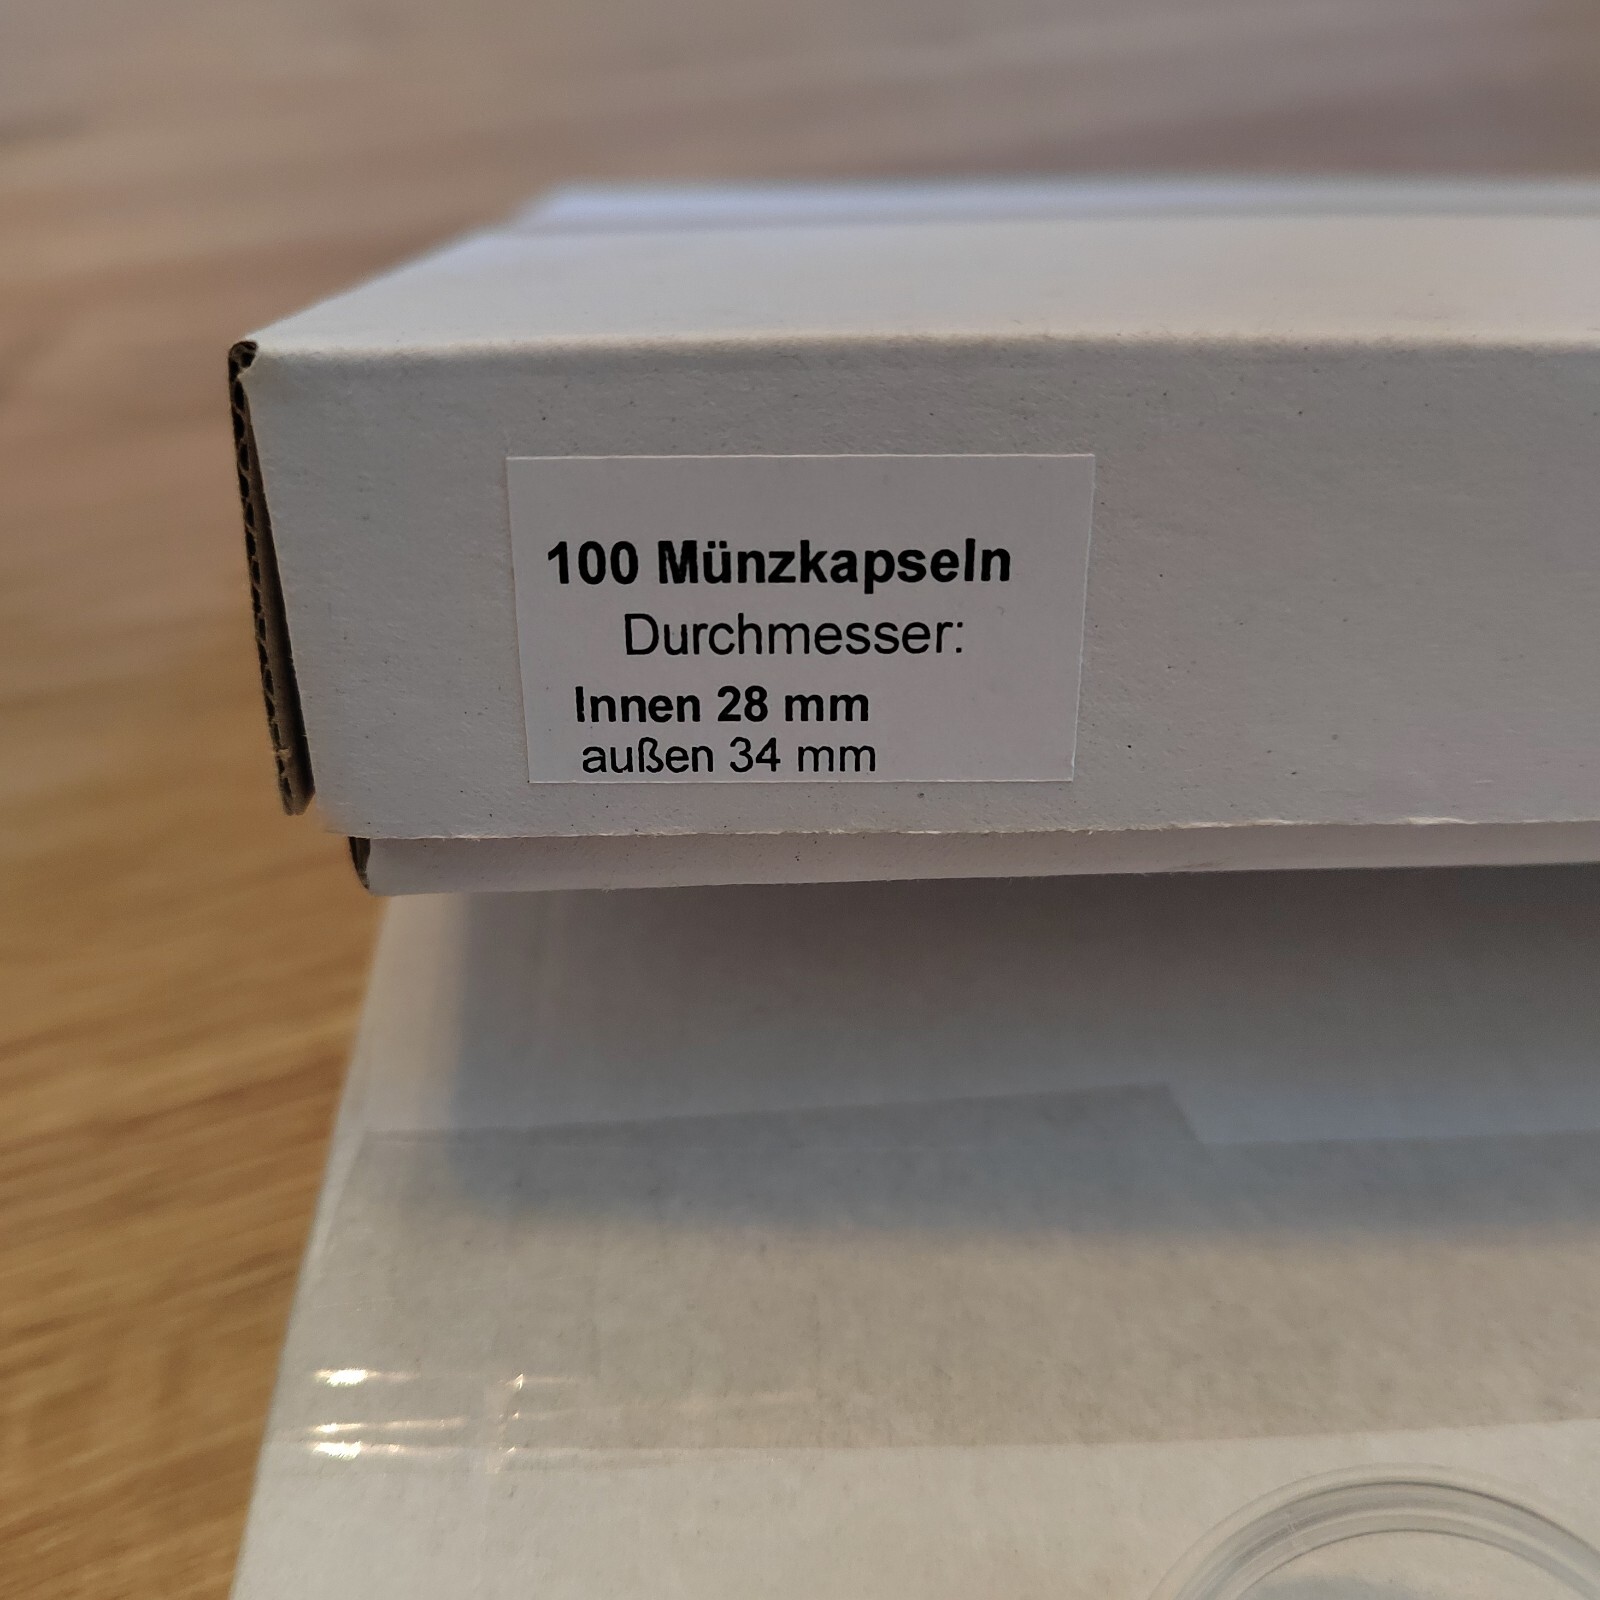 100 Münzkapseln
Durchmesser:
Innen 28 mm
außen 34 mm